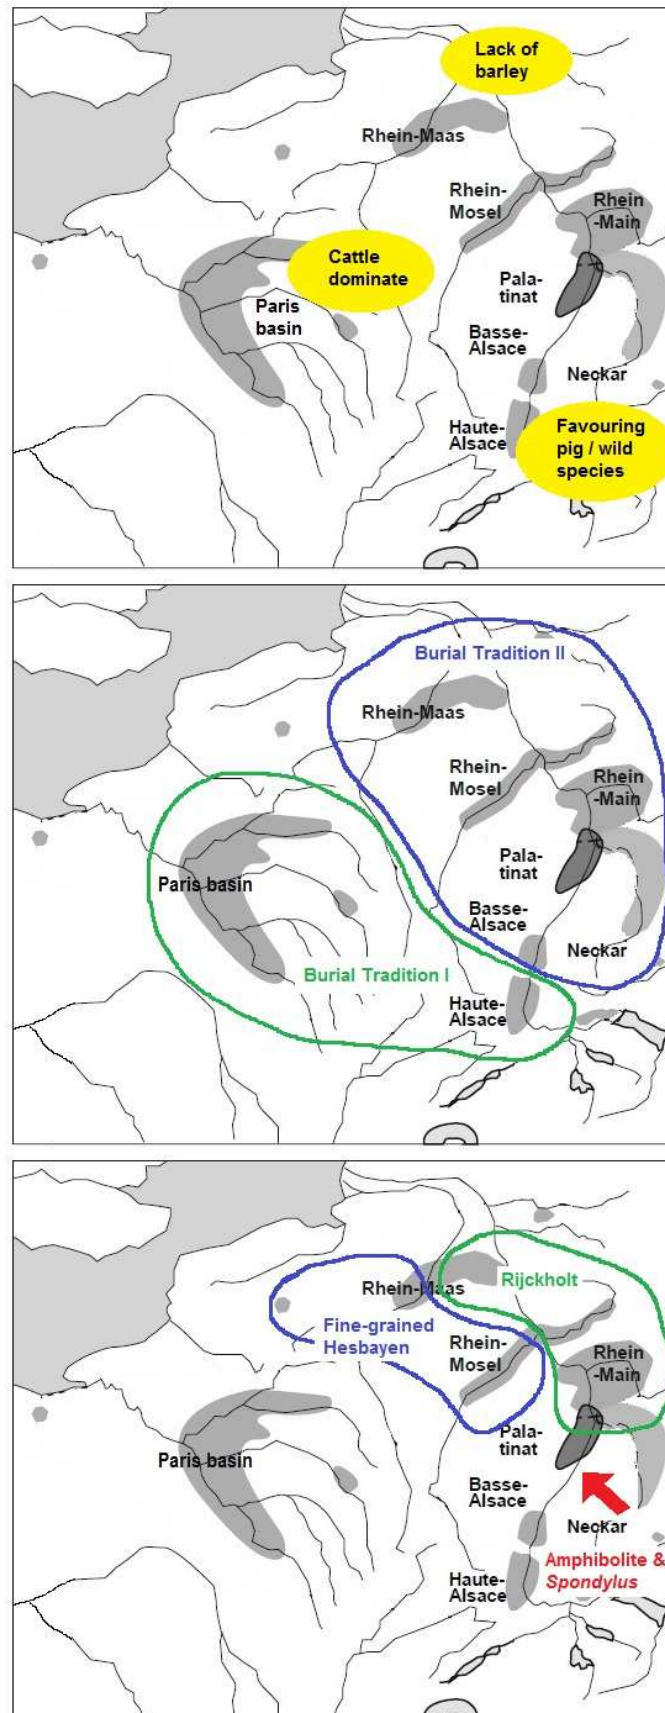 Lack of
barley
Rhein-Maas
Rhein-
Mosel
Rhein
-Main
Cattle
dominate
Pala-
tinat
Paris
basin
Basse-
Alsace
Neckar
Haute-
Alsace
Favouring
pig / wild
species
Burial Tradition II
Rhein-Maas
Rhein-
Mosel
Rhein
-Main
Pala-
tinat
Paris basin
Basse-
Alsace
Neckar
Burial Tradition I
Haute-
Alsace
Rhein-Maas
Rijckholt
Fine-grained
Hesbayen
Rhein-
Mosel
Rhein
-Main
Pala-
tinat
Paris basin
Basse-
Alsace
Neckar
Amphibolite &
Spondylus
Haute-
Alsace